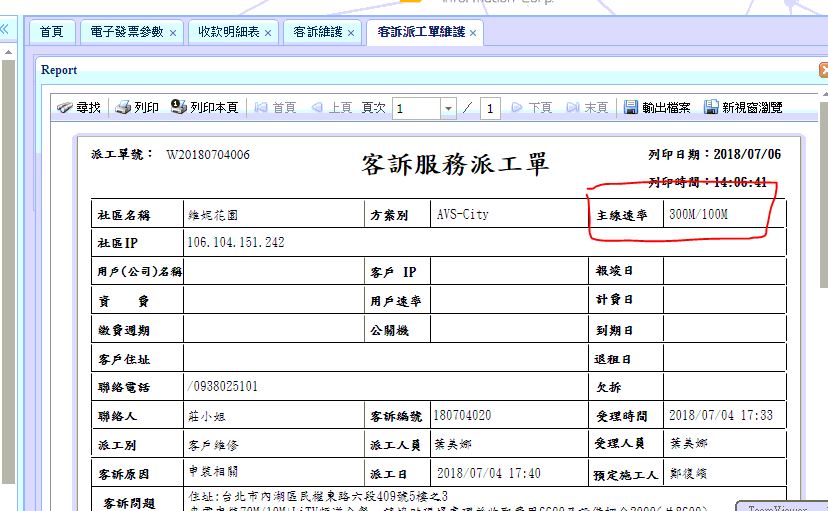 Information Corp.
首頁 電子發票參數 × 收款明細表 × 客訴維護 × 客訴派工單維護 ×
Report
尋找 列印 列印本頁 首頁 上頁 頁次 1 / 1 下頁 末頁 輸出檔案 新視窗瀏覽
派工單號： W20180704006 客訴服務派工單 列印日期：2018/07/06
列印時間：14:06:41
社區名稱 維妮花園 方案別 AVS-City 主線速率 300M/100M
社區IP 106.104.151.242
用戶(公司)名稱 客戶 IP 報竣日
資 費 用戶速率 計費日
繳費週期 公關機 到期日
客戶住址 退租日
聯絡電話 /0938025101 欠拆
聯絡人 莊小姐 客訴編號 180704020 受理時間 2018/07/04 17:33
派工別 客戶維修 派工人員 葉美娜 受理人員 葉美娜
客訴原因 申裝相關 派工日 2018/07/04 17:40 預定施工人 鄭復繽
客訴問題 住址:台北市內湖區民權東路六段409號5樓之3
TeamViewer